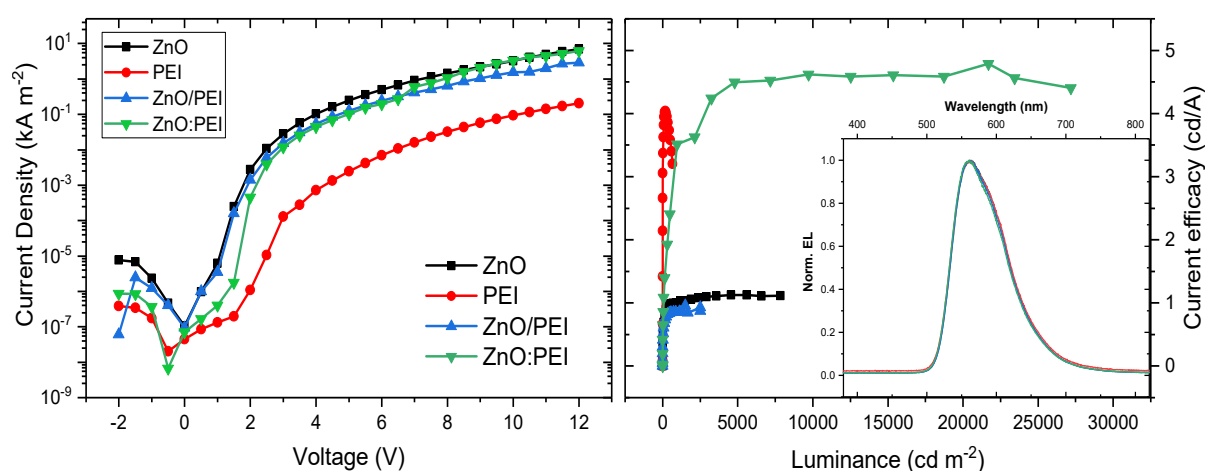 ZnO
PEI
ZnO/PEI
ZnO:PEI
ZnO
PEI
ZnO/PEI
ZnO:PEI
10¹
10⁻¹
10⁻³
10⁻⁵
10⁻⁷
10⁻⁹
Current Density (kA m⁻²)
-2 0 2 4 6 8 10 12
Voltage (V)
5
4
3
2
1
0
Current efficacy (cd/A)
0 5000 10000 15000 20000 25000 30000
Luminance (cd m⁻²)
Wavelength (nm)
400 500 600 700 800
1.0
0.8
0.6
0.4
0.2
0.0
Norm. EL